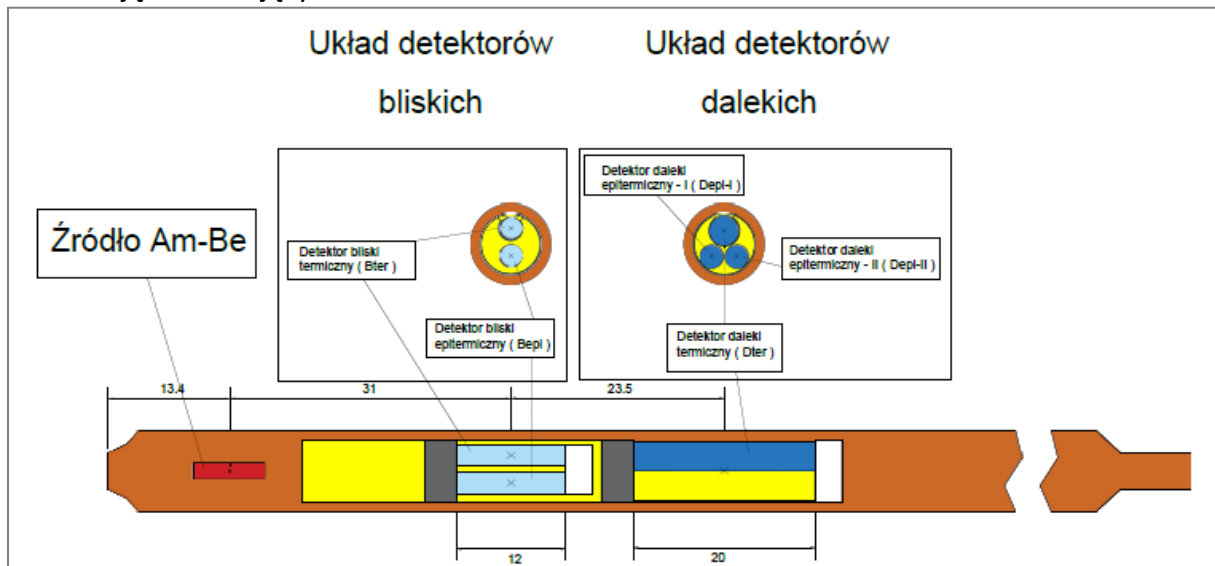 Układ detektorów
bliskich
Układ detektorów
dalekich
Detektor daleki
epitermiczny - I ( Depi-I )
Źródło Am-Be
Detektor bliski
termiczny ( Bter )
Detektor daleki
epitermiczny - II ( Depi-II )
Detektor bliski
epitermiczny ( Bepi )
Detektor daleki
termiczny ( Dter )
13.4
31
23.5
12
20